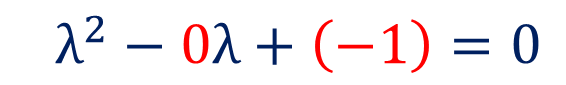 λ² − 0λ + (−1) = 0